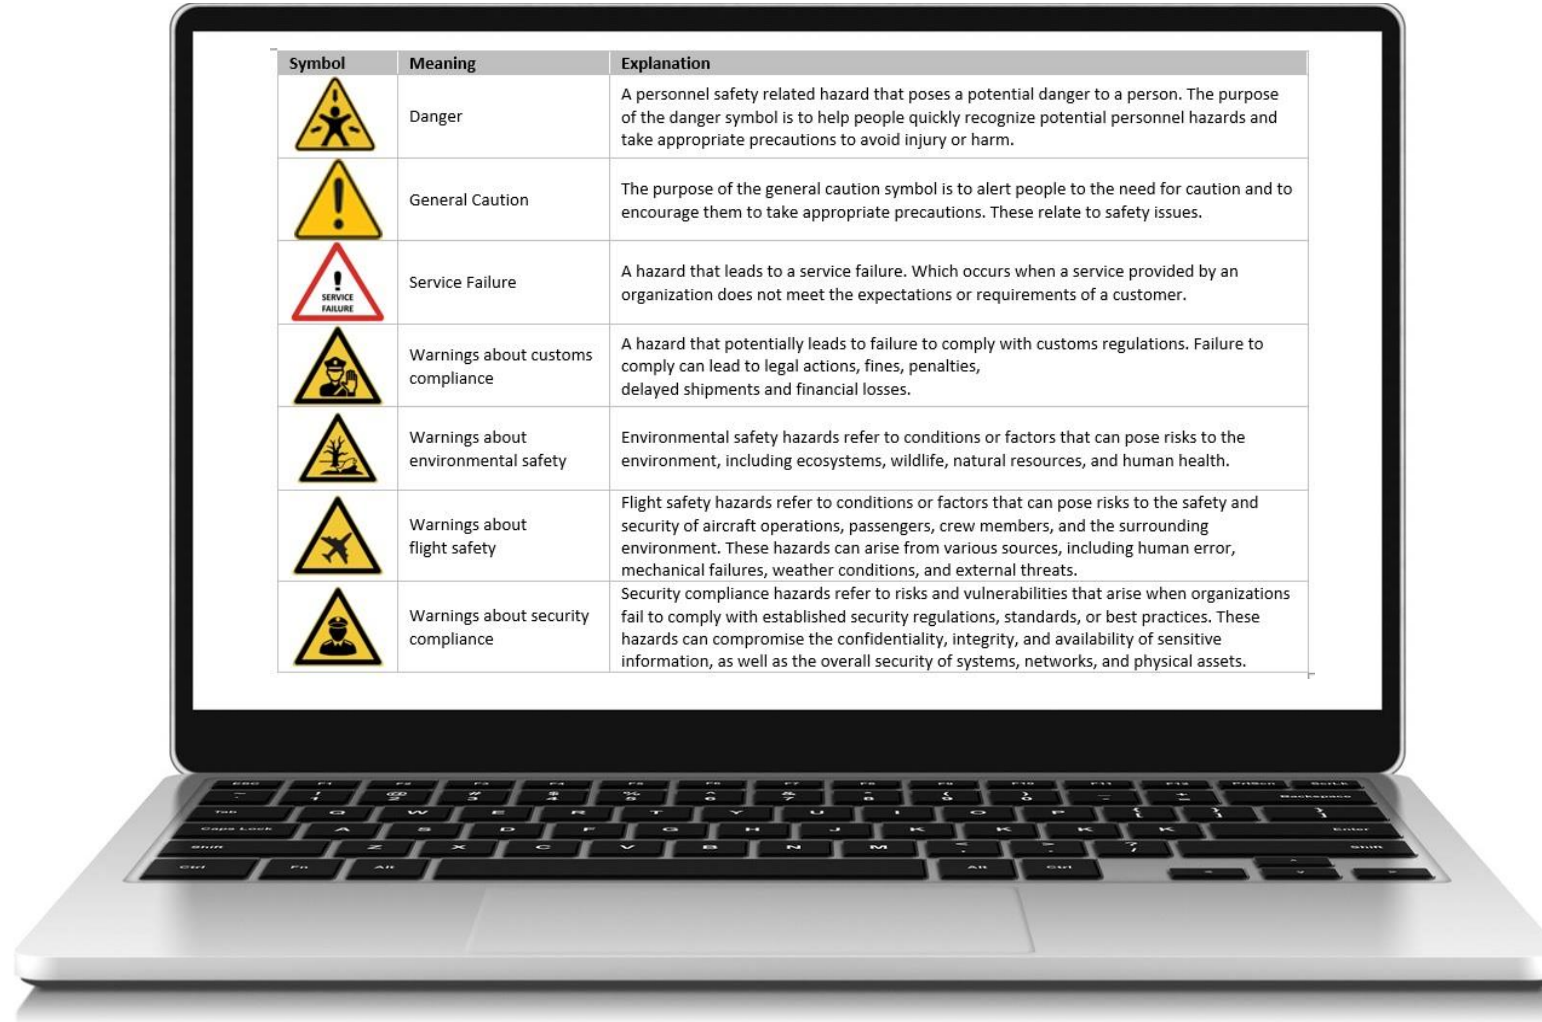 Symbol Meaning Explanation
Danger
A personnel safety related hazard that poses a potential danger to a person. The purpose
of the danger symbol is to help people quickly recognize potential personnel hazards and
take appropriate precautions to avoid injury or harm.
General Caution
The purpose of the general caution symbol is to alert people to the need for caution and to
encourage them to take appropriate precautions. These relate to safety issues.
SERVICE
FAILURE
Service Failure
A hazard that leads to a service failure. Which occurs when a service provided by an
organization does not meet the expectations or requirements of a customer.
Warnings about customs
compliance
A hazard that potentially leads to failure to comply with customs regulations. Failure to
comply can lead to legal actions, fines, penalties,
delayed shipments and financial losses.
Warnings about
environmental safety
Environmental safety hazards refer to conditions or factors that can pose risks to the
environment, including ecosystems, wildlife, natural resources, and human health.
Warnings about
flight safety
Flight safety hazards refer to conditions or factors that can pose risks to the safety and
security of aircraft operations, passengers, crew members, and the surrounding
environment. These hazards can arise from various sources, including human error,
mechanical failures, weather conditions, and external threats.
Warnings about security
compliance
Security compliance hazards refer to risks and vulnerabilities that arise when organizations
fail to comply with established security regulations, standards, or best practices. These
hazards can compromise the confidentiality, integrity, and availability of sensitive
information, as well as the overall security of systems, networks, and physical assets.
Tab Q W E R T Y U I O P
Caps Lock A S D F G H J K K K K Enter
Shift Z X C V B N M Shift
Ctrl Fn Alt Alt Ctrl